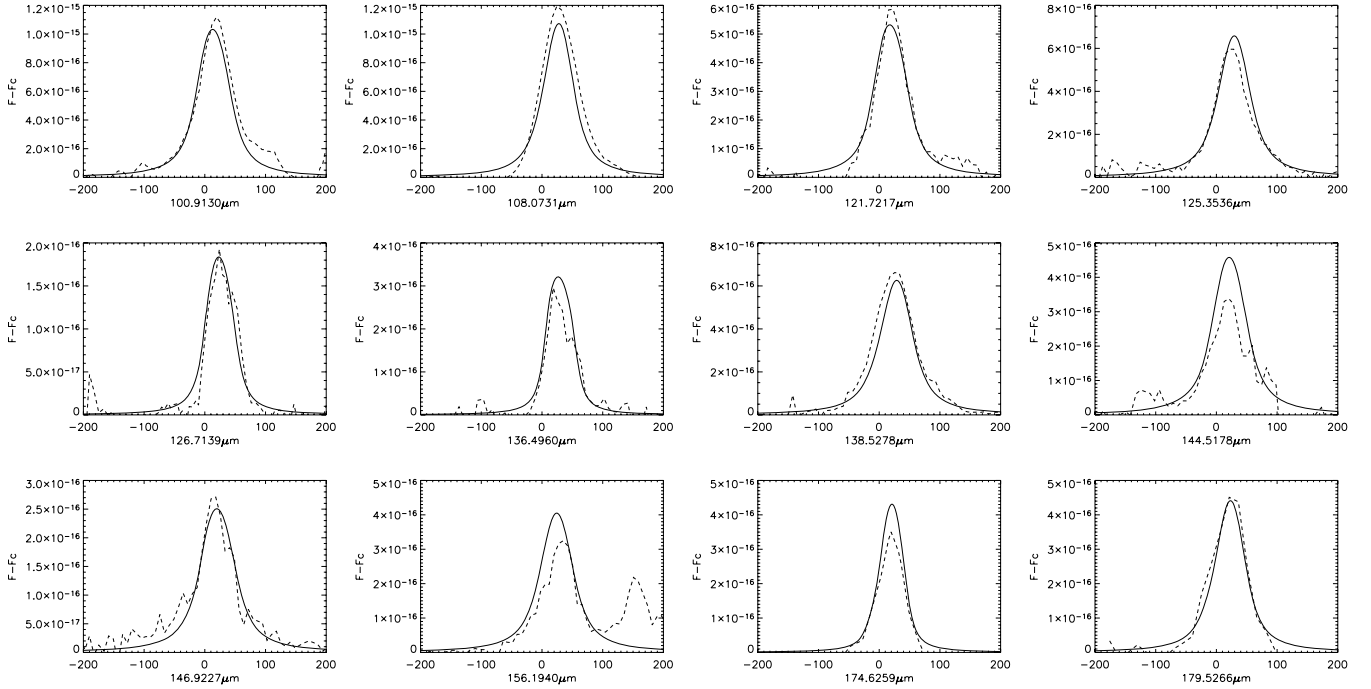 1.2×10⁻¹⁵ 1.2×10⁻¹⁵ 6×10⁻¹⁶ 8×10⁻¹⁶
1.0×10⁻¹⁵ 1.0×10⁻¹⁵ 5×10⁻¹⁶
8.0×10⁻¹⁶ 8.0×10⁻¹⁶ 4×10⁻¹⁶ 6×10⁻¹⁶
F-Fc F-Fc F-Fc F-Fc
6.0×10⁻¹⁶ 6.0×10⁻¹⁶ 3×10⁻¹⁶ 4×10⁻¹⁶
4.0×10⁻¹⁶ 4.0×10⁻¹⁶ 2×10⁻¹⁶ 2×10⁻¹⁶
2.0×10⁻¹⁶ 2.0×10⁻¹⁶ 1×10⁻¹⁶
0 0 0 0
-200 -100 0 100 200 -200 -100 0 100 200 -200 -100 0 100 200 -200 -100 0 100 200
100.9130μm 108.0731μm 121.7217μm 125.3536μm
2.0×10⁻¹⁶ 4×10⁻¹⁶ 8×10⁻¹⁶ 5×10⁻¹⁶
1.5×10⁻¹⁶ 3×10⁻¹⁶ 6×10⁻¹⁶ 4×10⁻¹⁶
F-Fc F-Fc F-Fc F-Fc
1.0×10⁻¹⁶ 2×10⁻¹⁶ 4×10⁻¹⁶ 3×10⁻¹⁶
2×10⁻¹⁶
5.0×10⁻¹⁷ 1×10⁻¹⁶ 2×10⁻¹⁶ 1×10⁻¹⁶
0 0 0 0
-200 -100 0 100 200 -200 -100 0 100 200 -200 -100 0 100 200 -200 -100 0 100 200
126.7139μm 136.4960μm 138.5278μm 144.5178μm
3.0×10⁻¹⁶ 5×10⁻¹⁶ 5×10⁻¹⁶ 5×10⁻¹⁶
2.5×10⁻¹⁶ 4×10⁻¹⁶ 4×10⁻¹⁶ 4×10⁻¹⁶
2.0×10⁻¹⁶ 3×10⁻¹⁶ 3×10⁻¹⁶ 3×10⁻¹⁶
F-Fc F-Fc F-Fc F-Fc
1.5×10⁻¹⁶ 2×10⁻¹⁶ 2×10⁻¹⁶ 2×10⁻¹⁶
1.0×10⁻¹⁶ 1×10⁻¹⁶ 1×10⁻¹⁶ 1×10⁻¹⁶
5.0×10⁻¹⁷
0 0 0 0
-200 -100 0 100 200 -200 -100 0 100 200 -200 -100 0 100 200 -200 -100 0 100 200
146.9227μm 156.1940μm 174.6259μm 179.5266μm